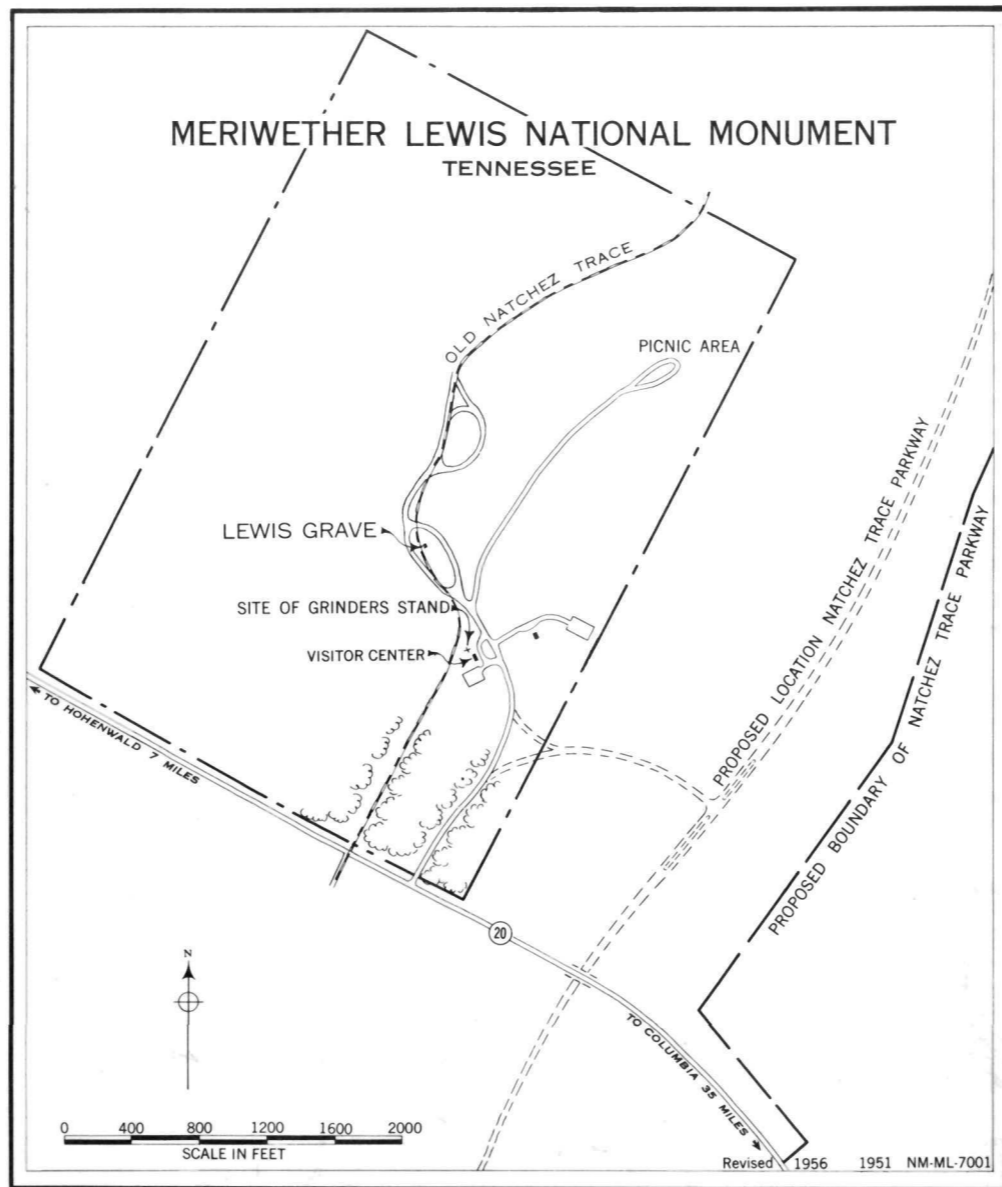 MERIWETHER LEWIS NATIONAL MONUMENT
TENNESSEE
OLD NATCHEZ TRACE
PICNIC AREA
LEWIS GRAVE
SITE OF GRINDERS STAND
VISITOR CENTER
PROPOSED LOCATION NATCHEZ TRACE PARKWAY
PROPOSED BOUNDARY OF NATCHEZ TRACE PARKWAY
TO HOHENWALD 7 MILES
20
TO COLUMBIA 35 MILES
N
0 400 800 1200 1600 2000
SCALE IN FEET
Revised 1956 1951 NM-ML-7001